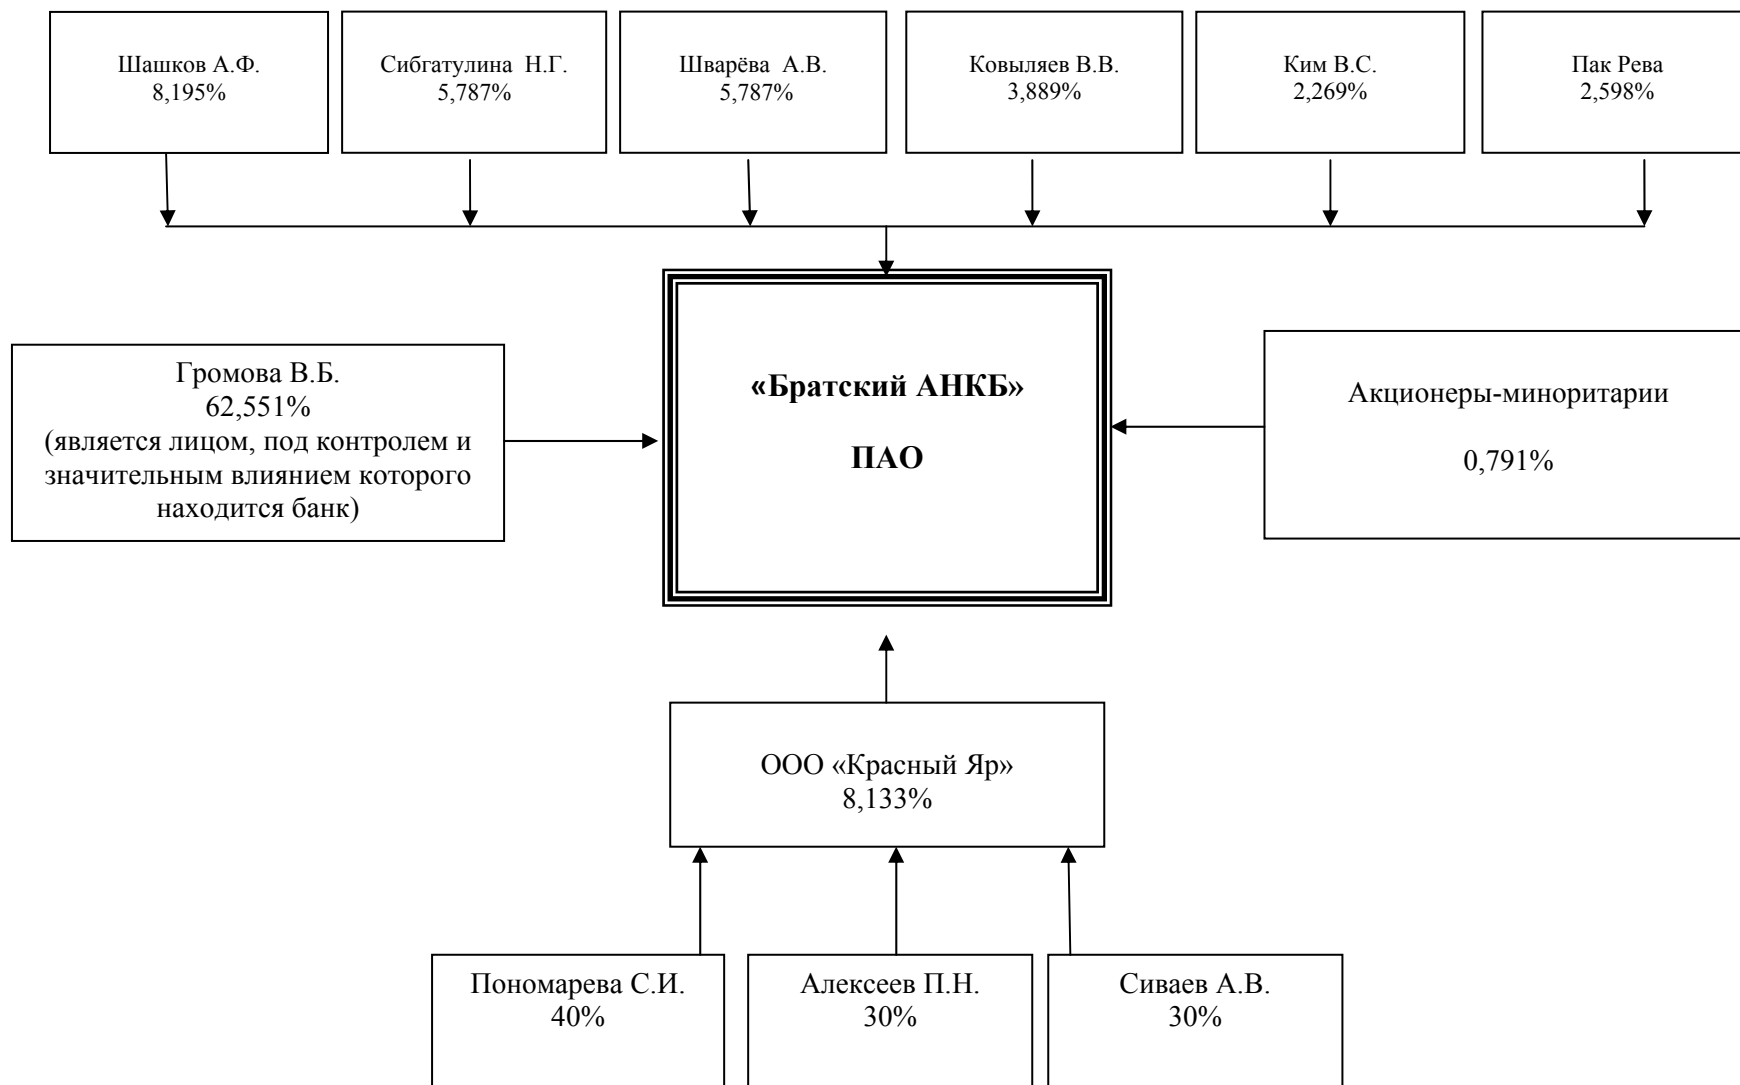 Шашков А.Ф.
8,195%
Сибгатулина Н.Г.
5,787%
Шварёва А.В.
5,787%
Ковыляев В.В.
3,889%
Ким В.С.
2,269%
Пак Рева
2,598%
Громова В.Б.
62,551%
(является лицом, под контролем и
значительным влиянием которого
находится банк)
«Братский АНКБ»
ПАО
Акционеры-миноритарии
0,791%
ООО «Красный Яр»
8,133%
Пономарева С.И.
40%
Алексеев П.Н.
30%
Сиваев А.В.
30%